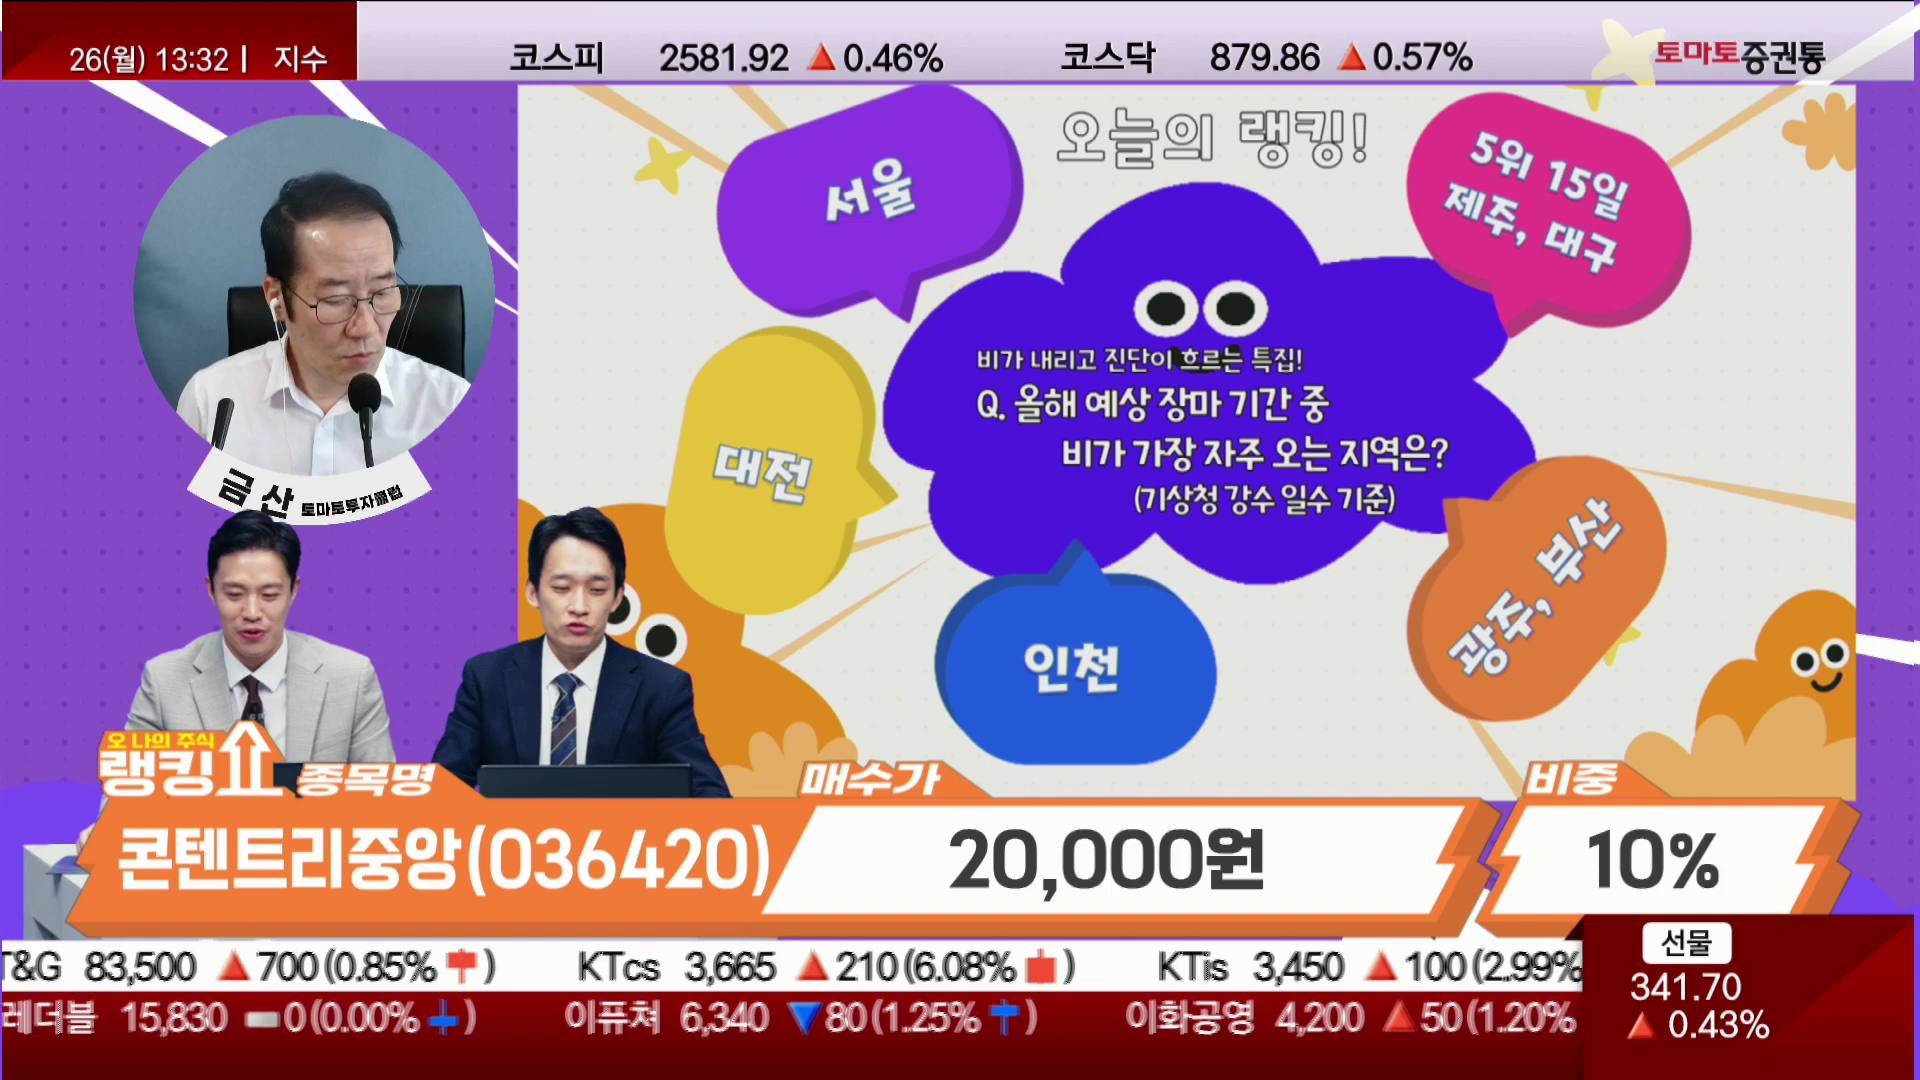 26(월) 13:32 | 지수 코스피 2581.92 ▲0.46% 코스닥 879.86 ▲0.57% 토마토증권통
오늘의 랭킹!
서울
5위 15일
제주, 대구
비가 내리고 진단이 흐르는 특집!
Q. 올해 예상 장마 기간 중
비가 가장 자주 오는 지역은?
(기상청 강수 일수 기준)
대전
인천
광주, 부산
금산 토마토투자클럽
오 나의 주식
랭킹 종목명 매수가 비중
콘텐트리중앙(036420) 20,000원 10%
T&G 83,500 ▲700(0.85%) KTcs 3,665 ▲210(6.08%) KTis 3,450 ▲100(2.99%
레더블 15,830 0(0.00%) 이퓨쳐 6,340 ▼80(1.25%) 이화공영 4,200 ▲50(1.20%
선물
341.70
▲0.43%